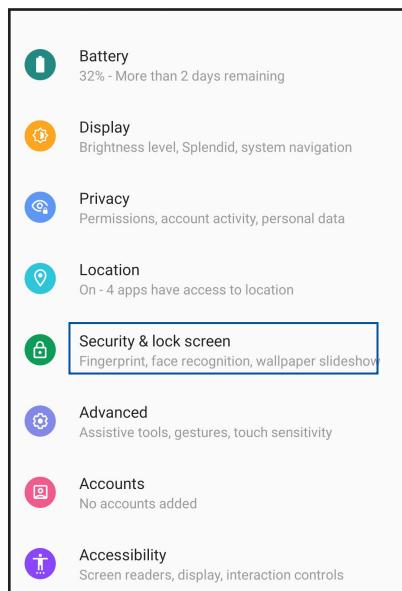 Battery
32% - More than 2 days remaining
Display
Brightness level, Splendid, system navigation
Privacy
Permissions, account activity, personal data
Location
On - 4 apps have access to location
Security & lock screen
Fingerprint, face recognition, wallpaper slideshow
Advanced
Assistive tools, gestures, touch sensitivity
Accounts
No accounts added
Accessibility
Screen readers, display, interaction controls